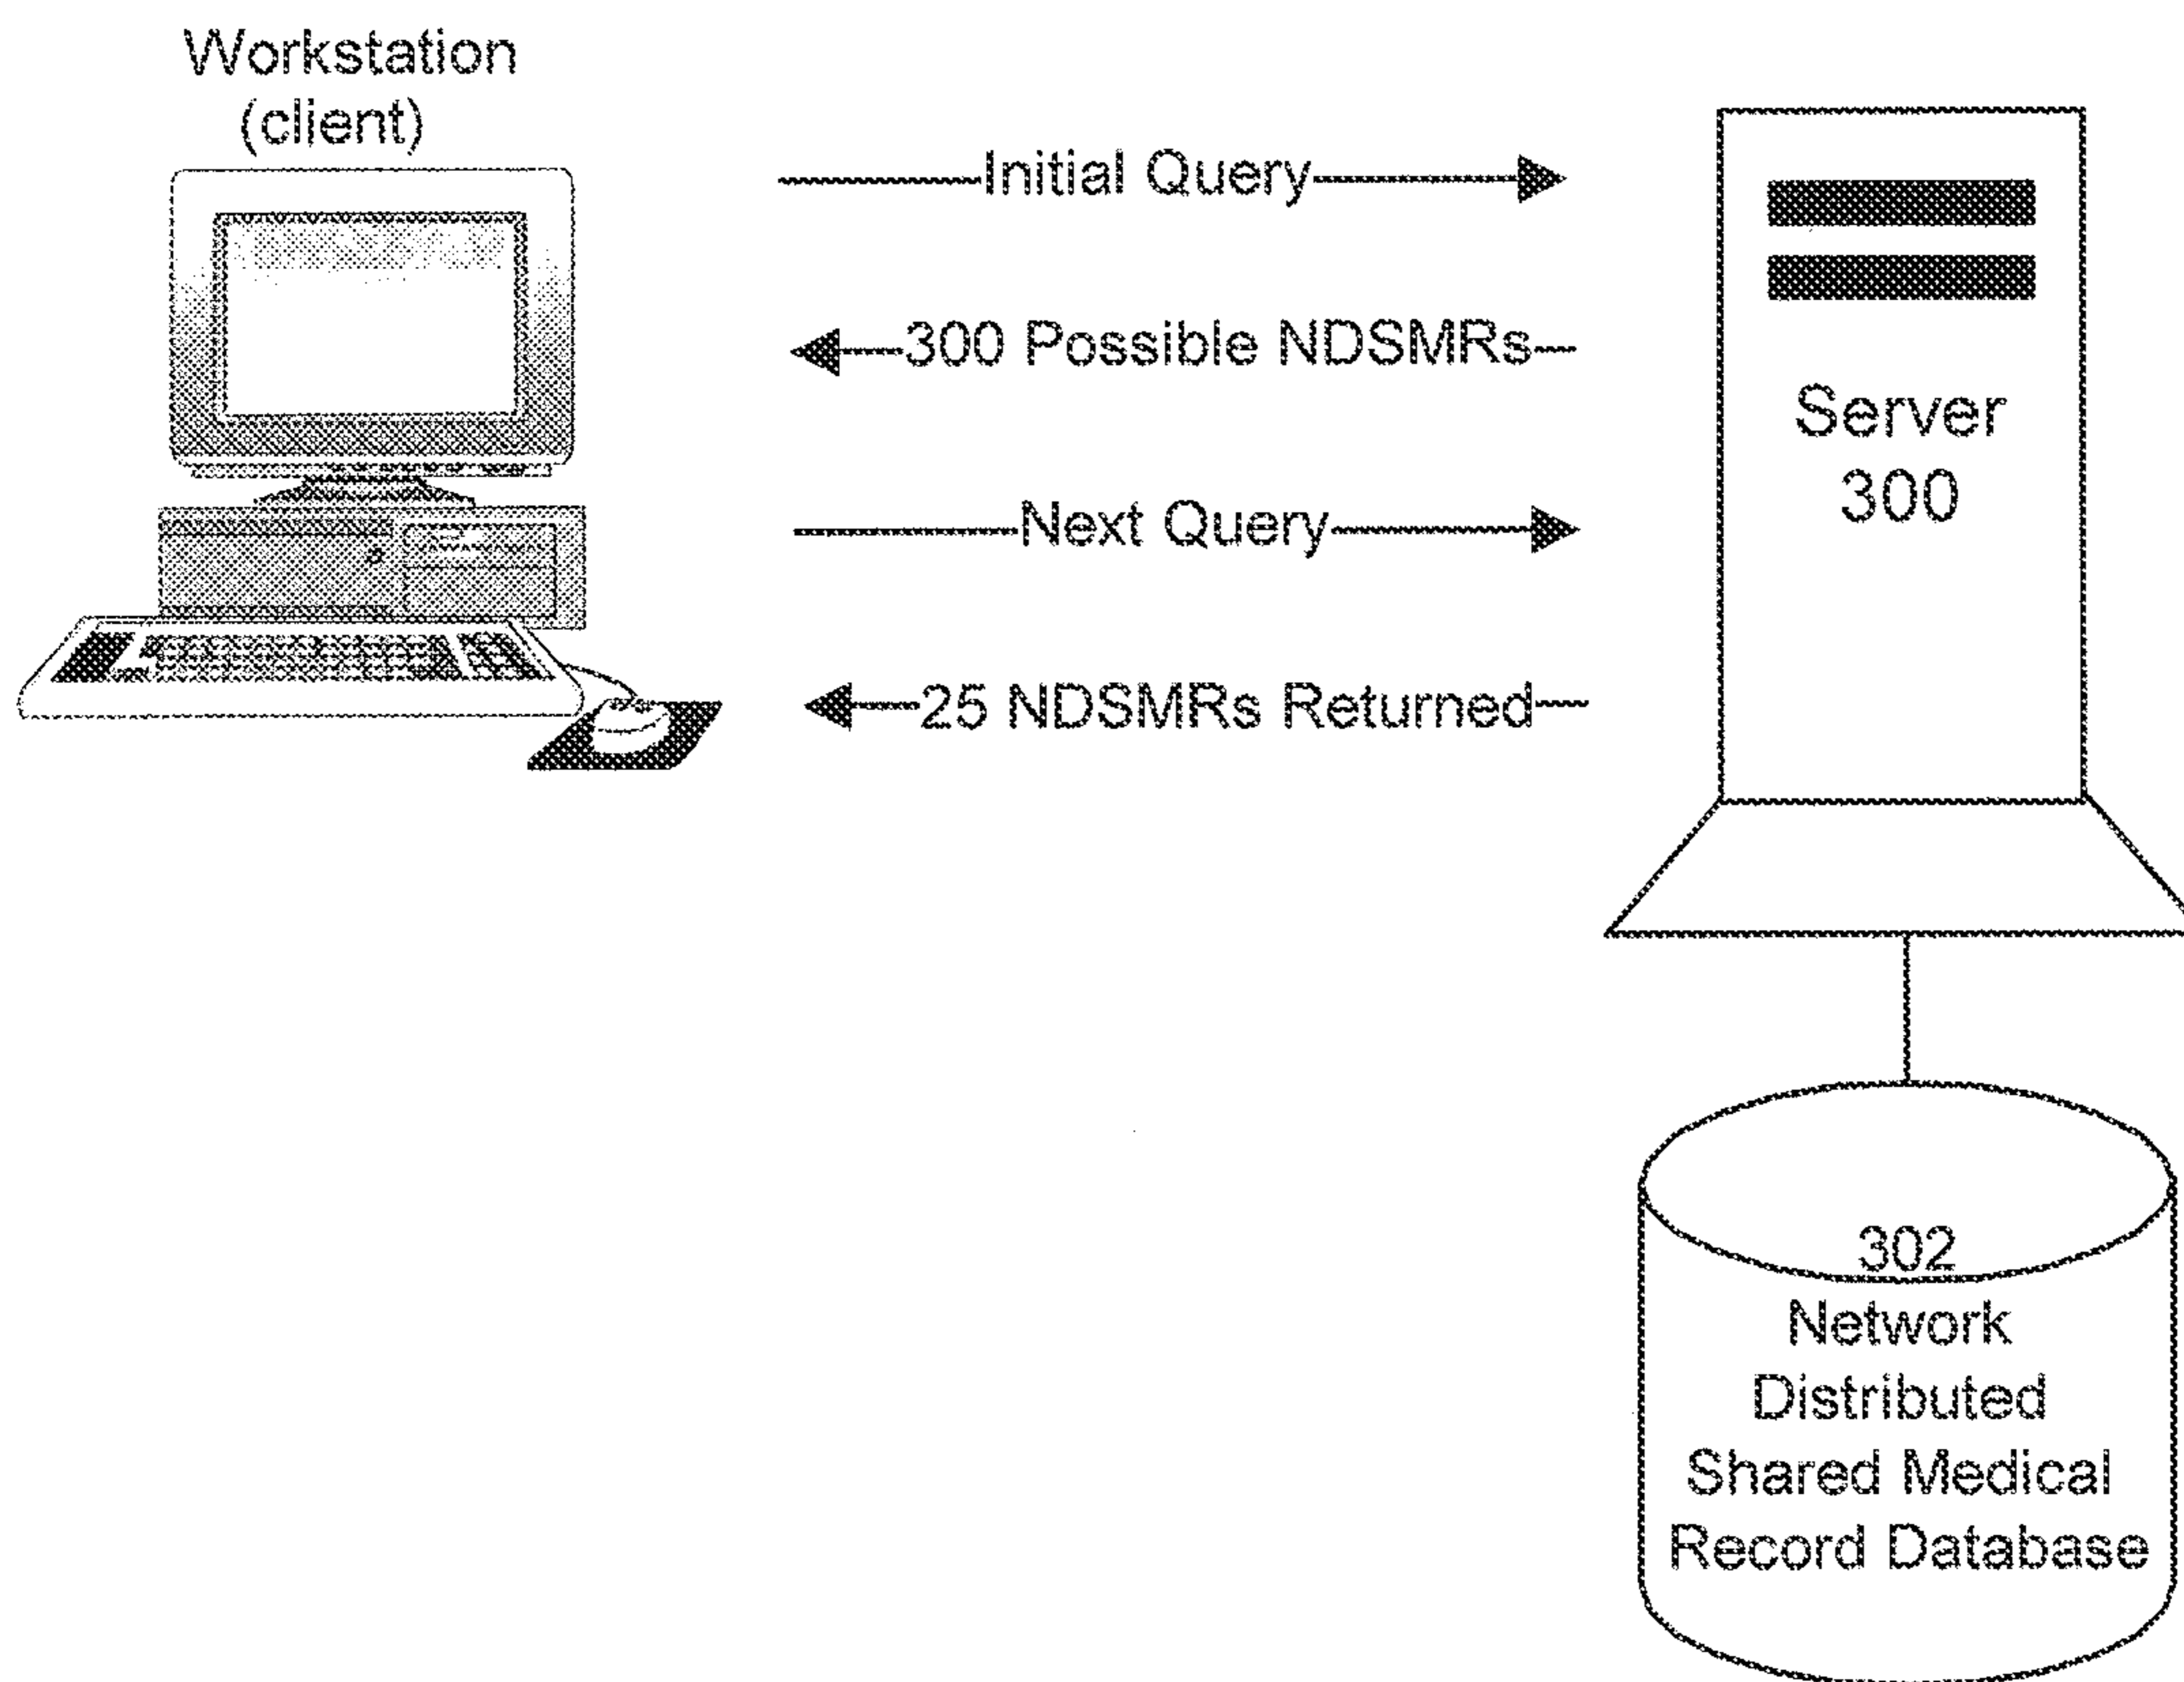 Workstation
(client)
Initial Query
300 Possible NDSMRs
Next Query
25 NDSMRs Returned
Server
300
302
Network
Distributed
Shared Medical
Record Database